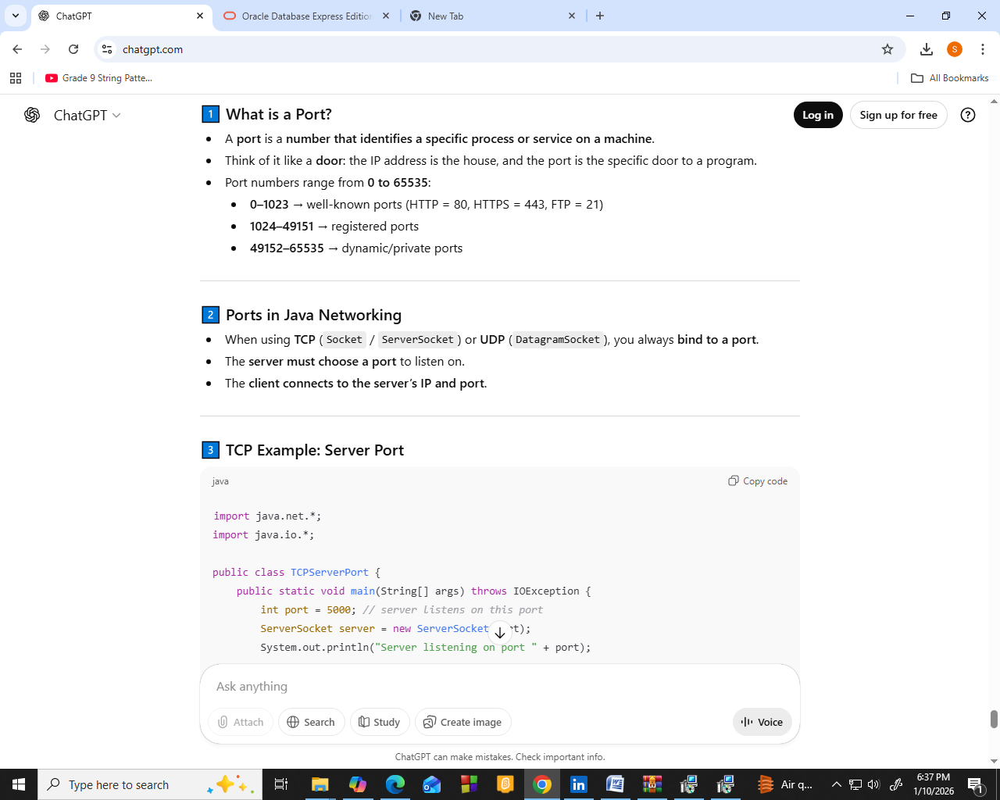 ChatGPT
Oracle Database Express Edition
New Tab
chatgpt.com
S
Grade 9 String Patte...
All Bookmarks
ChatGPT
Log in
Sign up for free
1 What is a Port?
A port is a number that identifies a specific process or service on a machine.
Think of it like a door: the IP address is the house, and the port is the specific door to a program.
Port numbers range from 0 to 65535:
0–1023 → well-known ports (HTTP = 80, HTTPS = 443, FTP = 21)
1024–49151 → registered ports
49152–65535 → dynamic/private ports
2 Ports in Java Networking
When using TCP (Socket / ServerSocket) or UDP (DatagramSocket), you always bind to a port.
The server must choose a port to listen on.
The client connects to the server’s IP and port.
3 TCP Example: Server Port
java
Copy code
import java.net.*;
import java.io.*;
public class TCPServerPort {
public static void main(String[] args) throws IOException {
int port = 5000; // server listens on this port
ServerSocket server = new ServerSocket rt);
System.out.println("Server listening on port " + port);
Ask anything
Attach
Search
Study
Create image
Voice
ChatGPT can make mistakes. Check important info.
Type here to search
Air q...
6:37 PM
1/10/2026
1